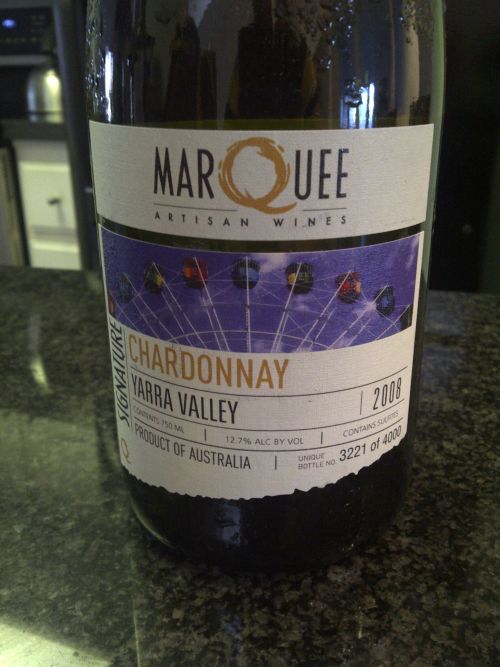 MARQUEE
ARTISAN WINES
SIGNATURE
CHARDONNAY
YARRA VALLEY | 2008
CONTENTS 750 ML | 12.7% ALC BY VOL | CONTAINS SULFITES
PRODUCT OF AUSTRALIA | UNIQUE BOTTLE NO. 3221 of 4000
Q